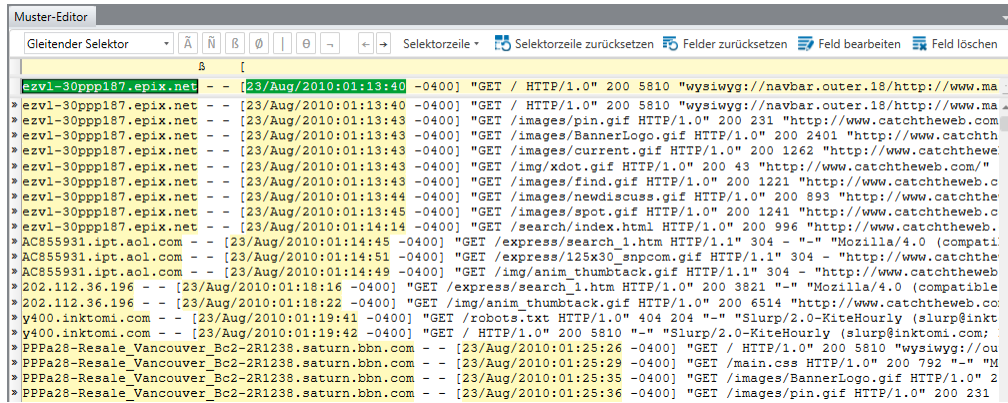 Muster-Editor
Gleitender Selektor Ã Ñ ß Ø | Θ ¬ ← → Selektorzeile Selektorzeile zurücksetzen Felder zurücksetzen Feld bearbeiten Feld löschen
ß [
ezvl-30ppp187.epix.net - - [23/Aug/2010:01:13:40 -0400] "GET / HTTP/1.0" 200 5810 "wysiwyg://navbar.outer.18/http://www.ma
» ezvl-30ppp187.epix.net - - [23/Aug/2010:01:13:40 -0400] "GET / HTTP/1.0" 200 5810 "wysiwyg://navbar.outer.18/http://www.ma
» ezvl-30ppp187.epix.net - - [23/Aug/2010:01:13:43 -0400] "GET /images/pin.gif HTTP/1.0" 200 231 "http://www.catchtheweb.com
» ezvl-30ppp187.epix.net - - [23/Aug/2010:01:13:43 -0400] "GET /images/BannerLogo.gif HTTP/1.0" 200 2401 "http://www.catchth
» ezvl-30ppp187.epix.net - - [23/Aug/2010:01:13:43 -0400] "GET /images/current.gif HTTP/1.0" 200 1262 "http://www.catchthewe
» ezvl-30ppp187.epix.net - - [23/Aug/2010:01:13:43 -0400] "GET /img/xdot.gif HTTP/1.0" 200 43 "http://www.catchtheweb.com/"
» ezvl-30ppp187.epix.net - - [23/Aug/2010:01:13:43 -0400] "GET /images/find.gif HTTP/1.0" 200 1221 "http://www.catchtheweb.c
» ezvl-30ppp187.epix.net - - [23/Aug/2010:01:13:44 -0400] "GET /images/newdiscuss.gif HTTP/1.0" 200 893 "http://www.catchthe
» ezvl-30ppp187.epix.net - - [23/Aug/2010:01:13:45 -0400] "GET /images/spot.gif HTTP/1.0" 200 1241 "http://www.catchtheweb.c
» ezvl-30ppp187.epix.net - - [23/Aug/2010:01:14:14 -0400] "GET /search/index.html HTTP/1.0" 200 996 "http://www.catchtheweb.
» AC855931.ipt.aol.com - - [23/Aug/2010:01:14:45 -0400] "GET /express/search_1.htm HTTP/1.1" 304 - "-" "Mozilla/4.0 (compati
» AC855931.ipt.aol.com - - [23/Aug/2010:01:14:51 -0400] "GET /express/125x30_snpcom.gif HTTP/1.1" 304 - "http://www.catchthe
» AC855931.ipt.aol.com - - [23/Aug/2010:01:14:49 -0400] "GET /img/anim_thumbtack.gif HTTP/1.1" 304 - "http://www.catchtheweb
» 202.112.36.196 - - [23/Aug/2010:01:18:16 -0400] "GET /express/search_1.htm HTTP/1.0" 200 3821 "-" "Mozilla/4.0 (compatible
» 202.112.36.196 - - [23/Aug/2010:01:18:22 -0400] "GET /img/anim_thumbtack.gif HTTP/1.0" 200 6514 "http://www.catchtheweb.co
» y400.inktomi.com - - [23/Aug/2010:01:19:41 -0400] "GET /robots.txt HTTP/1.0" 404 204 "-" "Slurp/2.0-KiteHourly (slurp@inkt
» y400.inktomi.com - - [23/Aug/2010:01:19:42 -0400] "GET / HTTP/1.0" 200 5810 "-" "Slurp/2.0-KiteHourly (slurp@inktomi.com;
» PPPa28-Resale_Vancouver_Bc2-2R1238.saturn.bbn.com - - [23/Aug/2010:01:25:26 -0400] "GET / HTTP/1.0" 200 5810 "wysiwyg://ou
» PPPa28-Resale_Vancouver_Bc2-2R1238.saturn.bbn.com - - [23/Aug/2010:01:25:29 -0400] "GET /main.css HTTP/1.0" 200 792 "-" "M
» PPPa28-Resale_Vancouver_Bc2-2R1238.saturn.bbn.com - - [23/Aug/2010:01:25:35 -0400] "GET /images/BannerLogo.gif HTTP/1.0" 2
» PPPa28-Resale_Vancouver_Bc2-2R1238.saturn.bbn.com - - [23/Aug/2010:01:25:36 -0400] "GET /images/pin.gif HTTP/1.0" 200 231